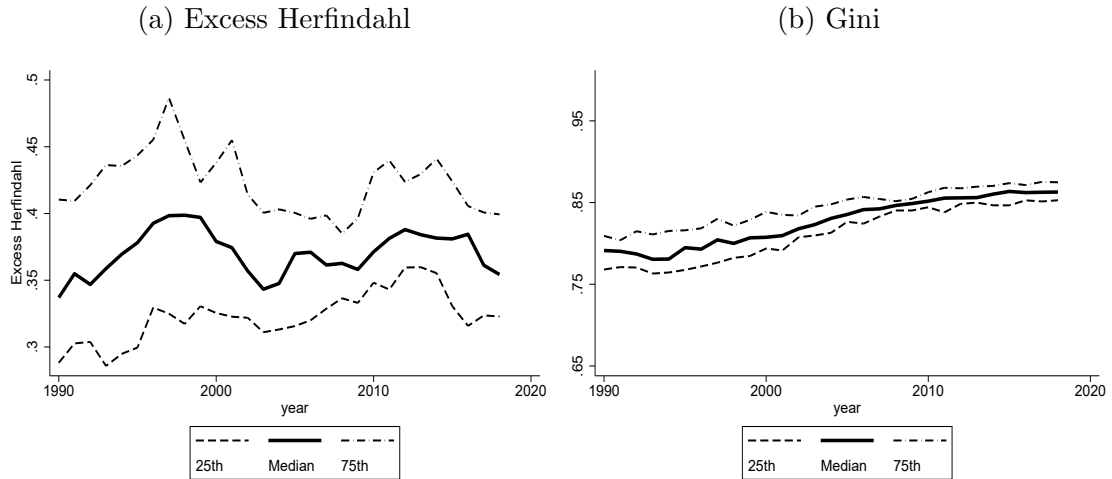 (a) Excess Herfindahl
Excess Herfindahl
.5
.45
.4
.35
.3
1990 2000 2010 2020
year
25th Median 75th
(b) Gini
.95
.85
.75
.65
1990 2000 2010 2020
year
25th Median 75th